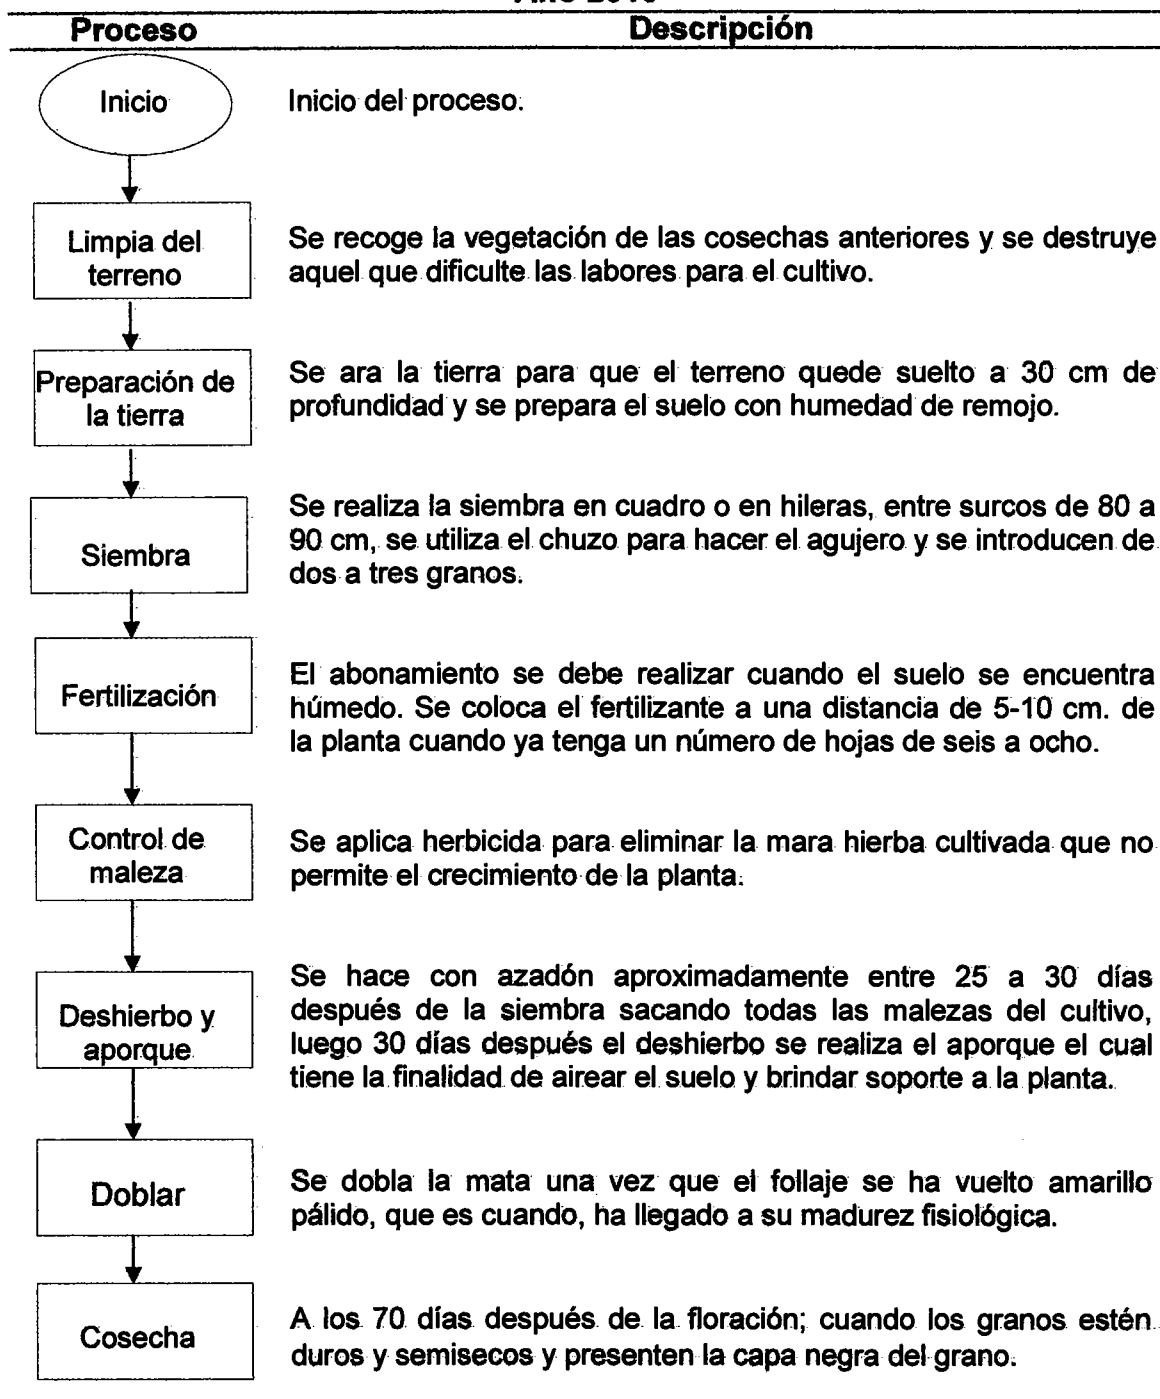 Proceso Descripción
Inicio
Inicio del proceso.
Limpia del
terreno
Se recoge la vegetación de las cosechas anteriores y se destruye
aquel que dificulte las labores para el cultivo.
Preparación de
la tierra
Se ara la tierra para que el terreno quede suelto a 30 cm de
profundidad y se prepara el suelo con humedad de remojo.
Siembra
Se realiza la siembra en cuadro o en hileras, entre surcos de 80 a
90 cm, se utiliza el chuzo para hacer el agujero y se introducen de
dos a tres granos.
Fertilización
El abonamiento se debe realizar cuando el suelo se encuentra
húmedo. Se coloca el fertilizante a una distancia de 5-10 cm. de
la planta cuando ya tenga un número de hojas de seis a ocho.
Control de
maleza
Se aplica herbicida para eliminar la mara hierba cultivada que no
permite el crecimiento de la planta.
Deshierbo y
aporque
Se hace con azadón aproximadamente entre 25 a 30 días
después de la siembra sacando todas las malezas del cultivo,
luego 30 días después el deshierbo se realiza el aporque el cual
tiene la finalidad de airear el suelo y brindar soporte a la planta.
Doblar
Se dobla la mata una vez que el follaje se ha vuelto amarillo
pálido, que es cuando, ha llegado a su madurez fisiológica.
Cosecha
A los 70 días después de la floración; cuando los granos estén
duros y semisecos y presenten la capa negra del grano.